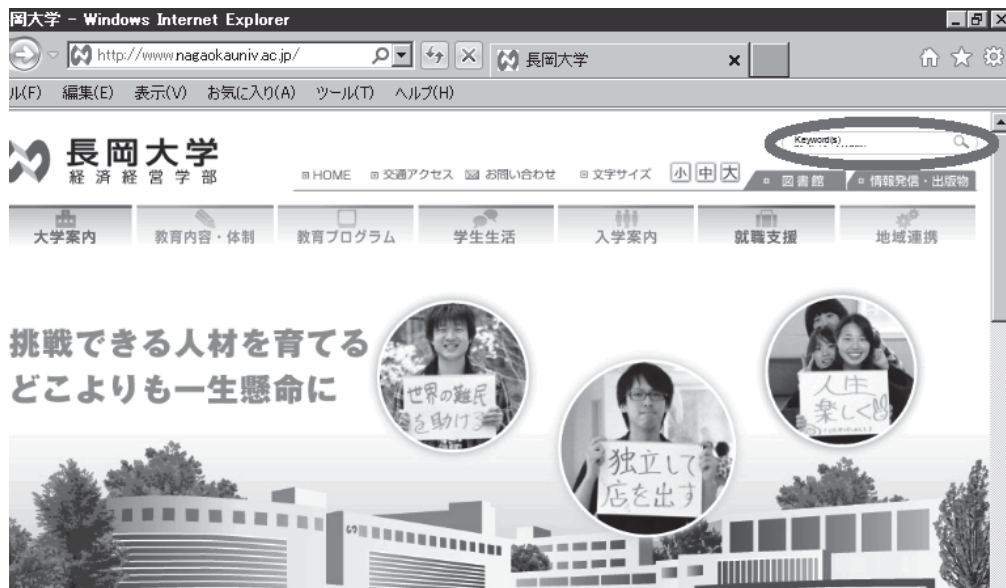 岡大学 - Windows Internet Explorer
http://www.nagaokauniv.ac.jp/
長岡大学
ル(F) 編集(E) 表示(V) お気に入り(A) ツール(T) ヘルプ(H)
Keyword(s)
長岡大学
経済経営学部
HOME 交通アクセス お問い合わせ 文字サイズ 小 中 大 図書館 情報発信・出版物
大学案内 教育内容・体制 教育プログラム 学生生活 入学案内 就職支援 地域連携
挑戦できる人材を育てる
どこよりも一生懸命に
世界の難民
を助ける
独立して
店を出す
人生
楽しく